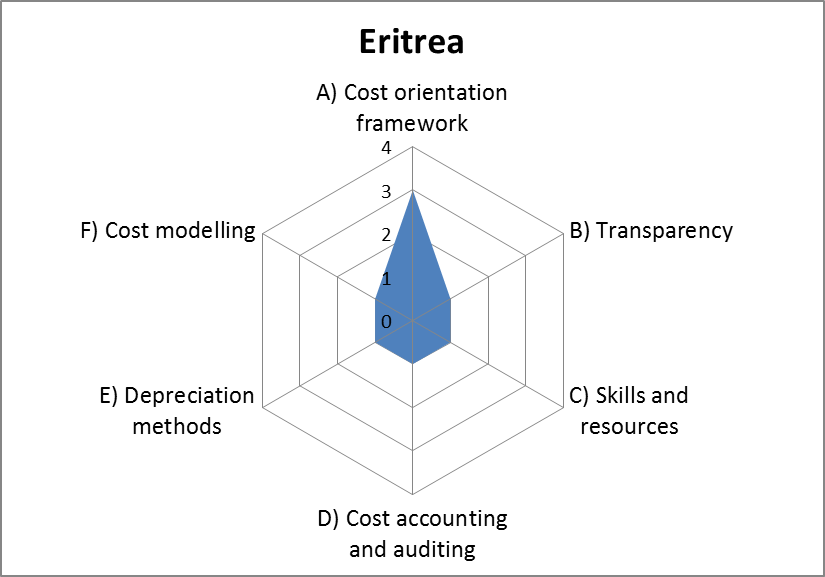 Eritrea
A) Cost orientation
framework
4
3
2
1
0
F) Cost modelling
B) Transparency
E) Depreciation
methods
C) Skills and
resources
D) Cost accounting
and auditing